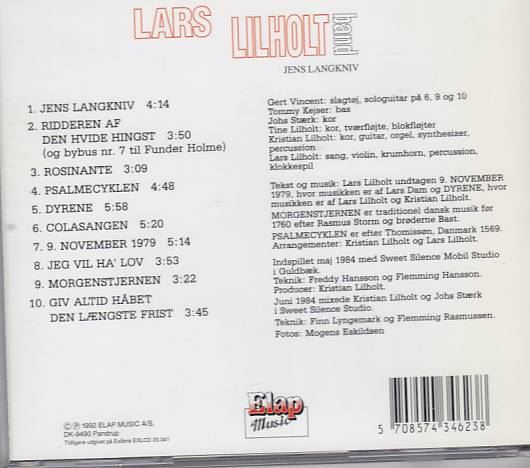 LARS
LILHOLT
band
JENS LANGKNIV
1. JENS LANGKNIV 4:14
2. RIDDEREN AF
DEN HVIDE HINGST 3:50
(og bybus nr. 7 til Funder Holme)
3. ROSINANTE 3:09
4. PSALMECYKLEN 4:48
5. DYRENE 5:58
6. COLASANGEN 5:20
7. 9. NOVEMBER 1979 5:14
8. JEG VIL HA' LOV 3:53
9. MORGENSTJERNEN 3:22
10. GIV ALTID HÅBET
DEN LÆNGSTE FRIST 3:45
Gert Vincent: slagtøj, sologuitar på 6, 9 og 10
Tommy Kejser: bas
Johs Stærk: kor
Tine Lilholt: kor, tværfløjte, blokfløjter
Kristian Lilholt: kor, guitar, orgel, synthesizer,
percussion
Lars Lilholt: sang, violin, krumhorn, percussion,
klokkespil
Tekst og musik: Lars Lilholt undtagen 9. NOVEMBER
1979, hvor musikken er af Lars Dam og DYRENE, hvor
musikken er af Lars Lilholt og Kristian Lilholt.
MORGENSTJERNEN er traditionel dansk musik før
1760 efter Rasmus Storm og brøderne Bast.
PSALMECYKLEN er efter Thomissøn, Danmark 1569.
Arrangementer: Kristian Lilholt og Lars Lilholt.
Indspillet maj 1984 med Sweet Silence Mobil Studio
i Guldbæk.
Teknik: Freddy Hansson og Flemming Hansson.
Producer: Kristian Lilholt.
Juni 1984 mixede Kristian Lilholt og Johs Stærk
i Sweet Silence Studio.
Teknik: Finn Lyngemark og Flemming Rasmussen.
Fotos: Mogens Eskildsen
© ℗ 1992 ELAP MUSIC A/S,
DK-9490 Pandrup
Tidligere udgivet på Exlibris EXLCD 20.041
Elap
Music
5 708574 346238